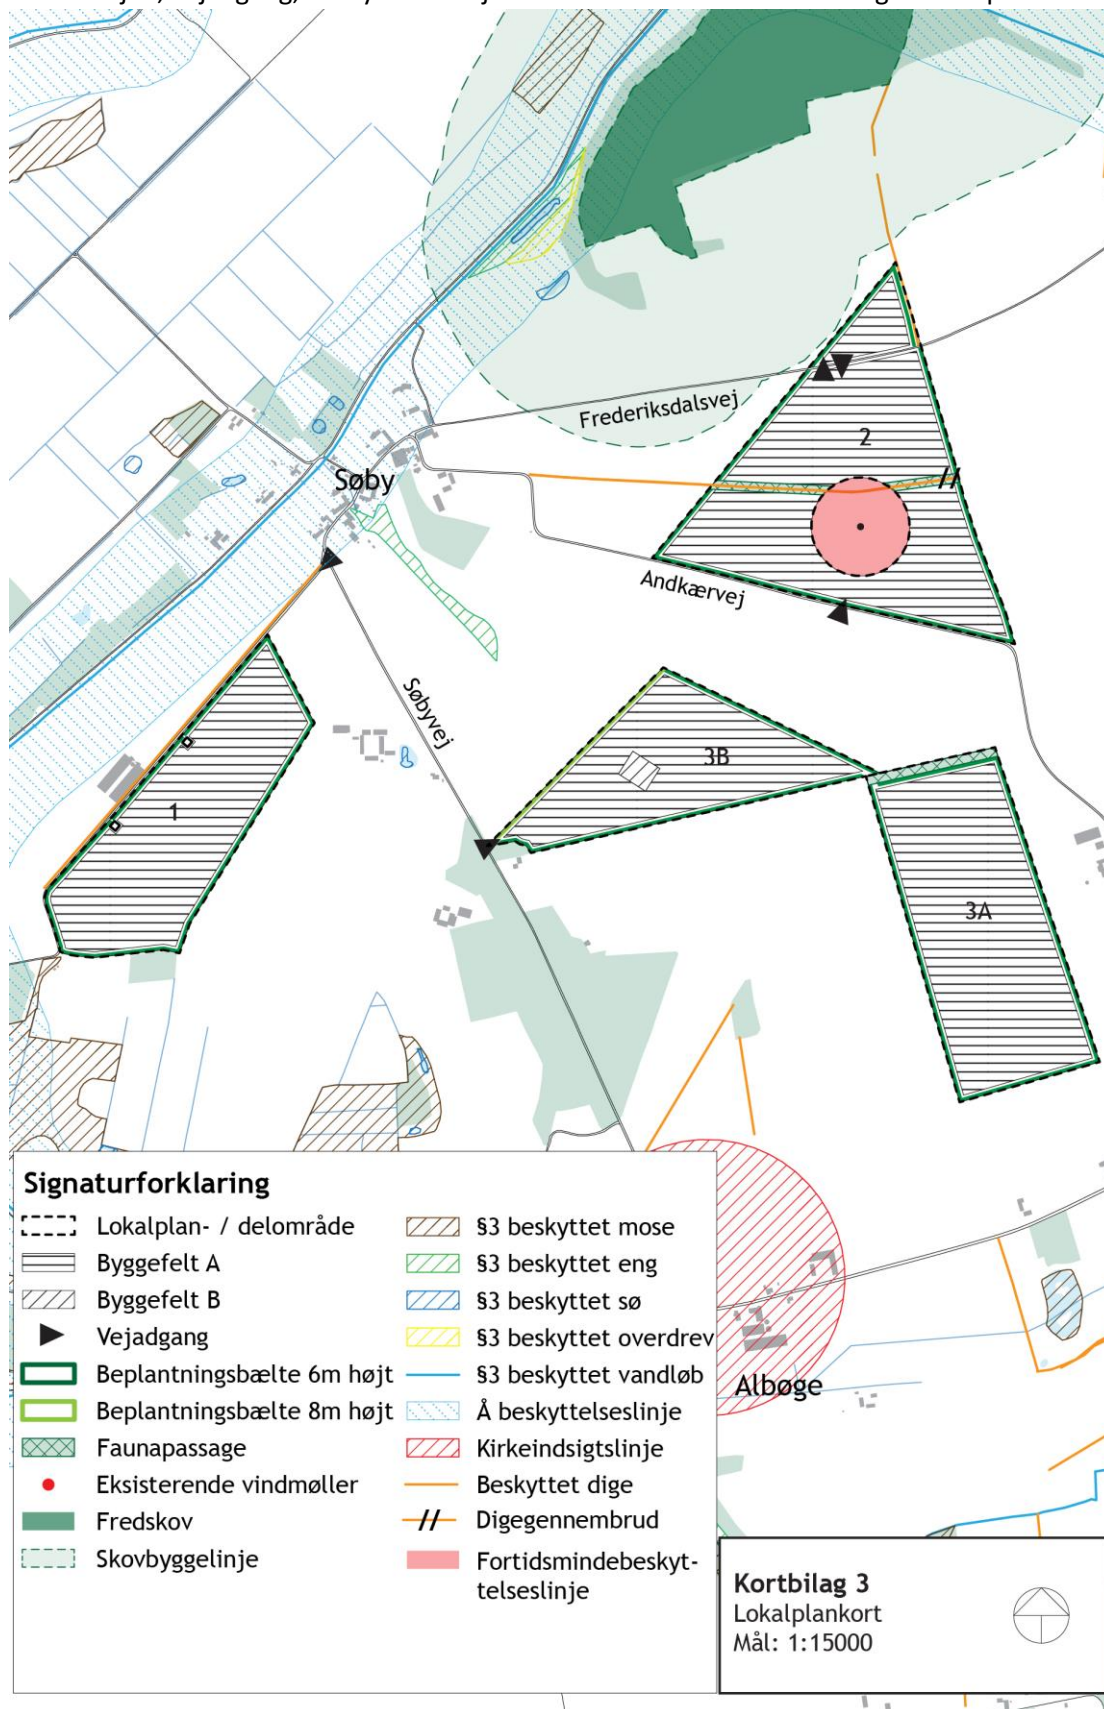 Frederiksdalsvej
2
Søby
Andkærvej
Søbyvej
3B
1
3A
Albøge
Signaturforklaring
Lokalplan- / delområde
Byggefelt A
Byggefelt B
Vejadgang
Beplantningsbælte 6m højt
Beplantningsbælte 8m højt
Faunapassage
Eksisterende vindmøller
Fredskov
Skovbyggelinje
§3 beskyttet mose
§3 beskyttet eng
§3 beskyttet sø
§3 beskyttet overdrev
§3 beskyttet vandløb
Å beskyttelseslinje
Kirkeindsigtslinje
Beskyttet dige
Digegennembrud
Fortidsmindebeskyt-
telseslinje
Kortbilag 3
Lokalplankort
Mål: 1:15000